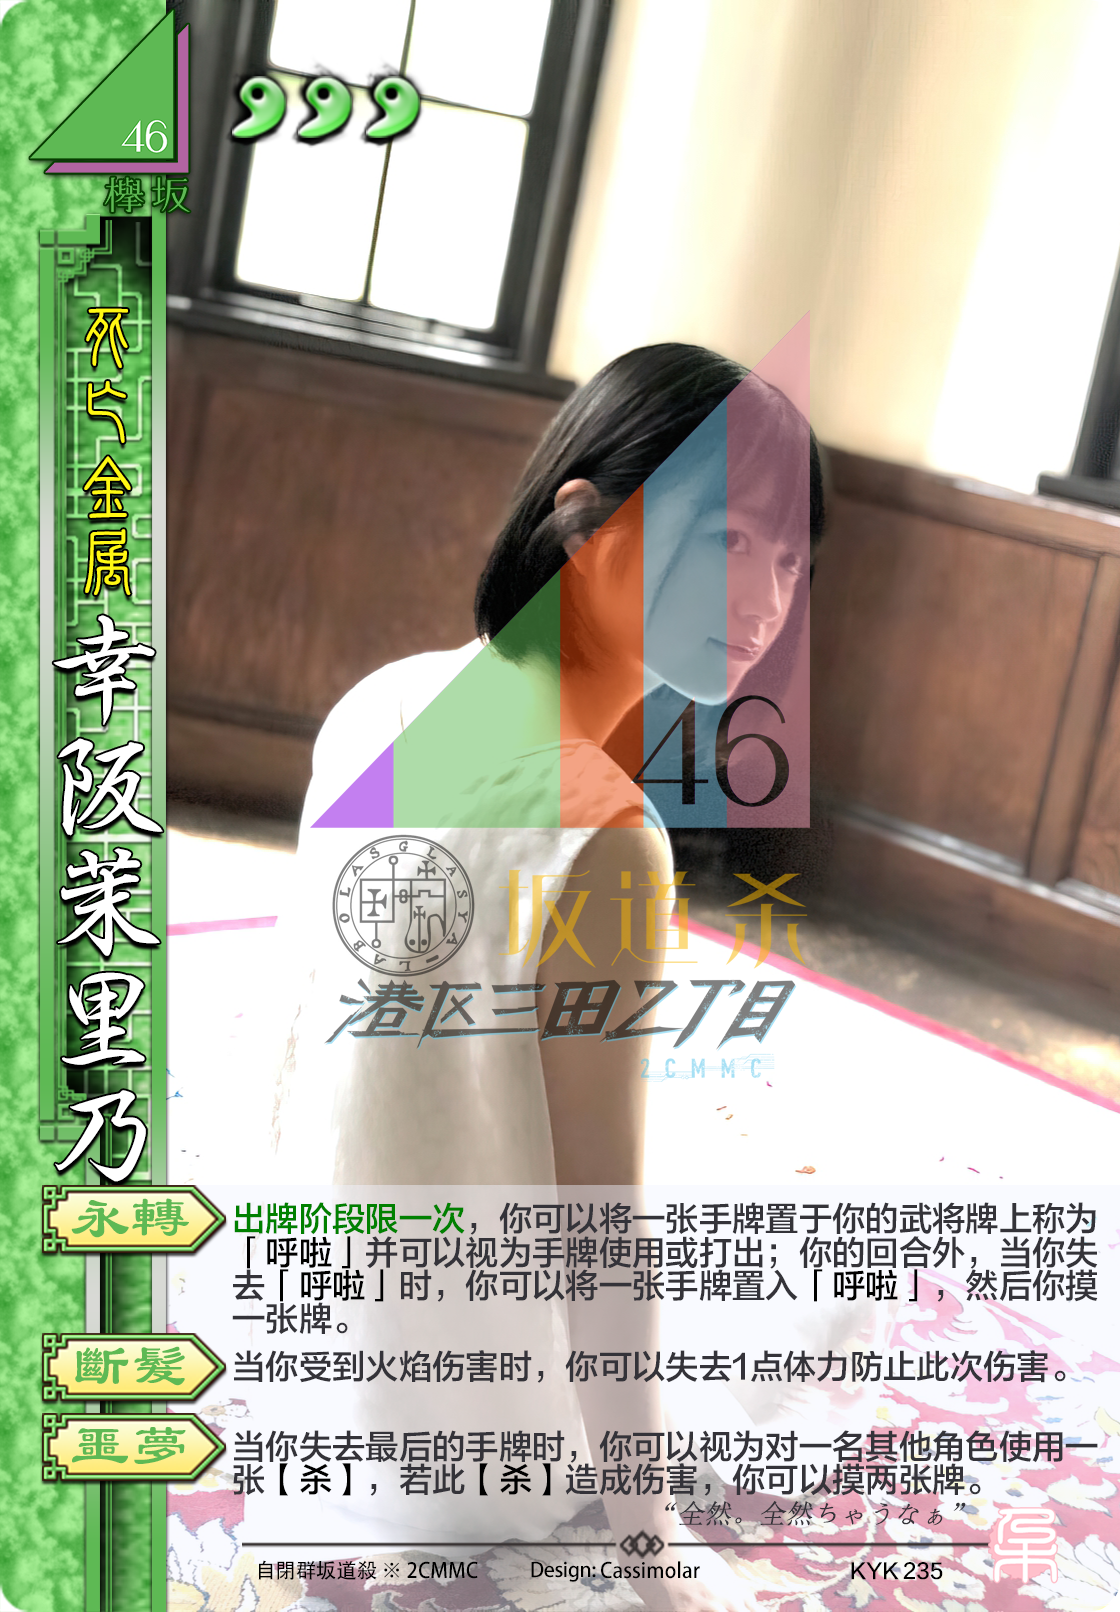 46
欅坂
死亡金属
幸阪茉里乃
46
GLASYA-LABOLAS
坂道杀
港区三田2丁目
2CMMC
永轉
出牌阶段限一次，你可以将一张手牌置于你的武将牌上称为
「呼啦」并可以视为手牌使用或打出；你的回合外，当你失
去「呼啦」时，你可以将一张手牌置入「呼啦」，然后你摸
一张牌。
斷髮
当你受到火焰伤害时，你可以失去1点体力防止此次伤害。
噩夢
当你失去最后的手牌时，你可以视为对一名其他角色使用一
张【杀】，若此【杀】造成伤害，你可以摸两张牌。
“全然。全然ちゃうなぁ”
自閉群坂道殺 ※ 2CMMC
Design: Cassimolar
KYK 235